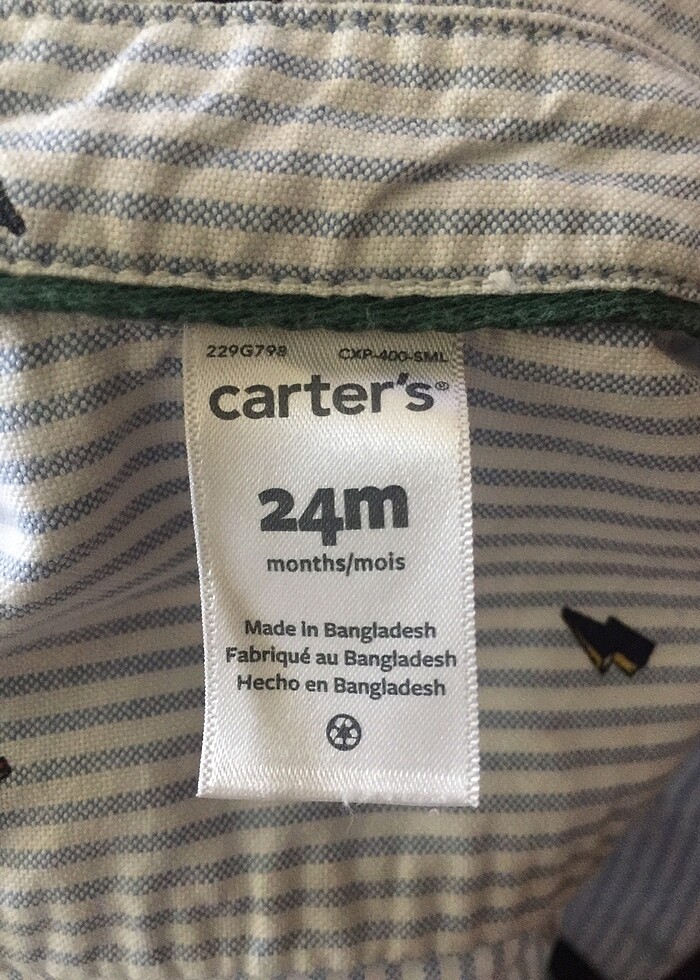 229G798 CXP-400-SML
carter's®
24m
months/mois
Made in Bangladesh
Fabriqué au Bangladesh
Hecho en Bangladesh